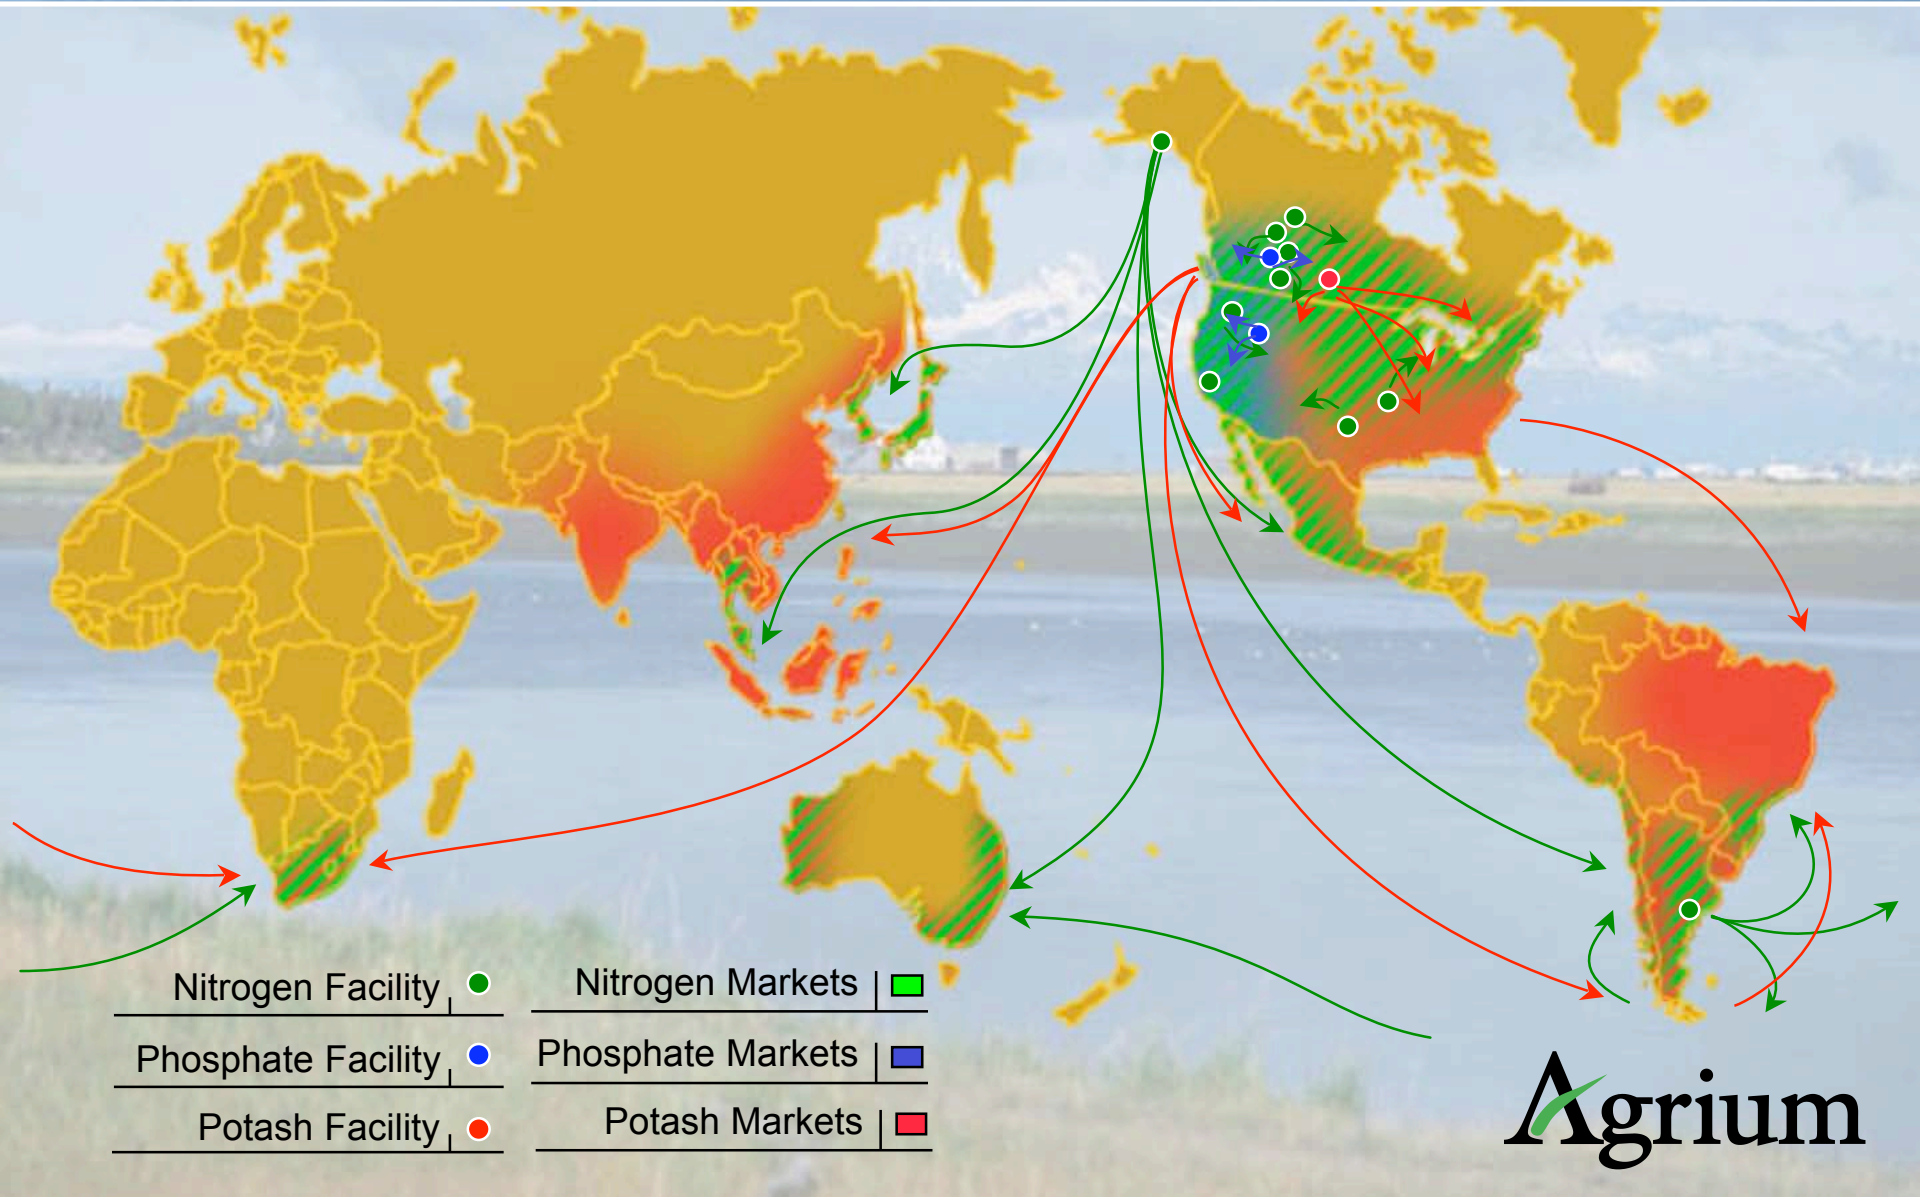 Nitrogen Facility
Nitrogen Markets
Phosphate Facility
Phosphate Markets
Potash Facility
Potash Markets
Agrium